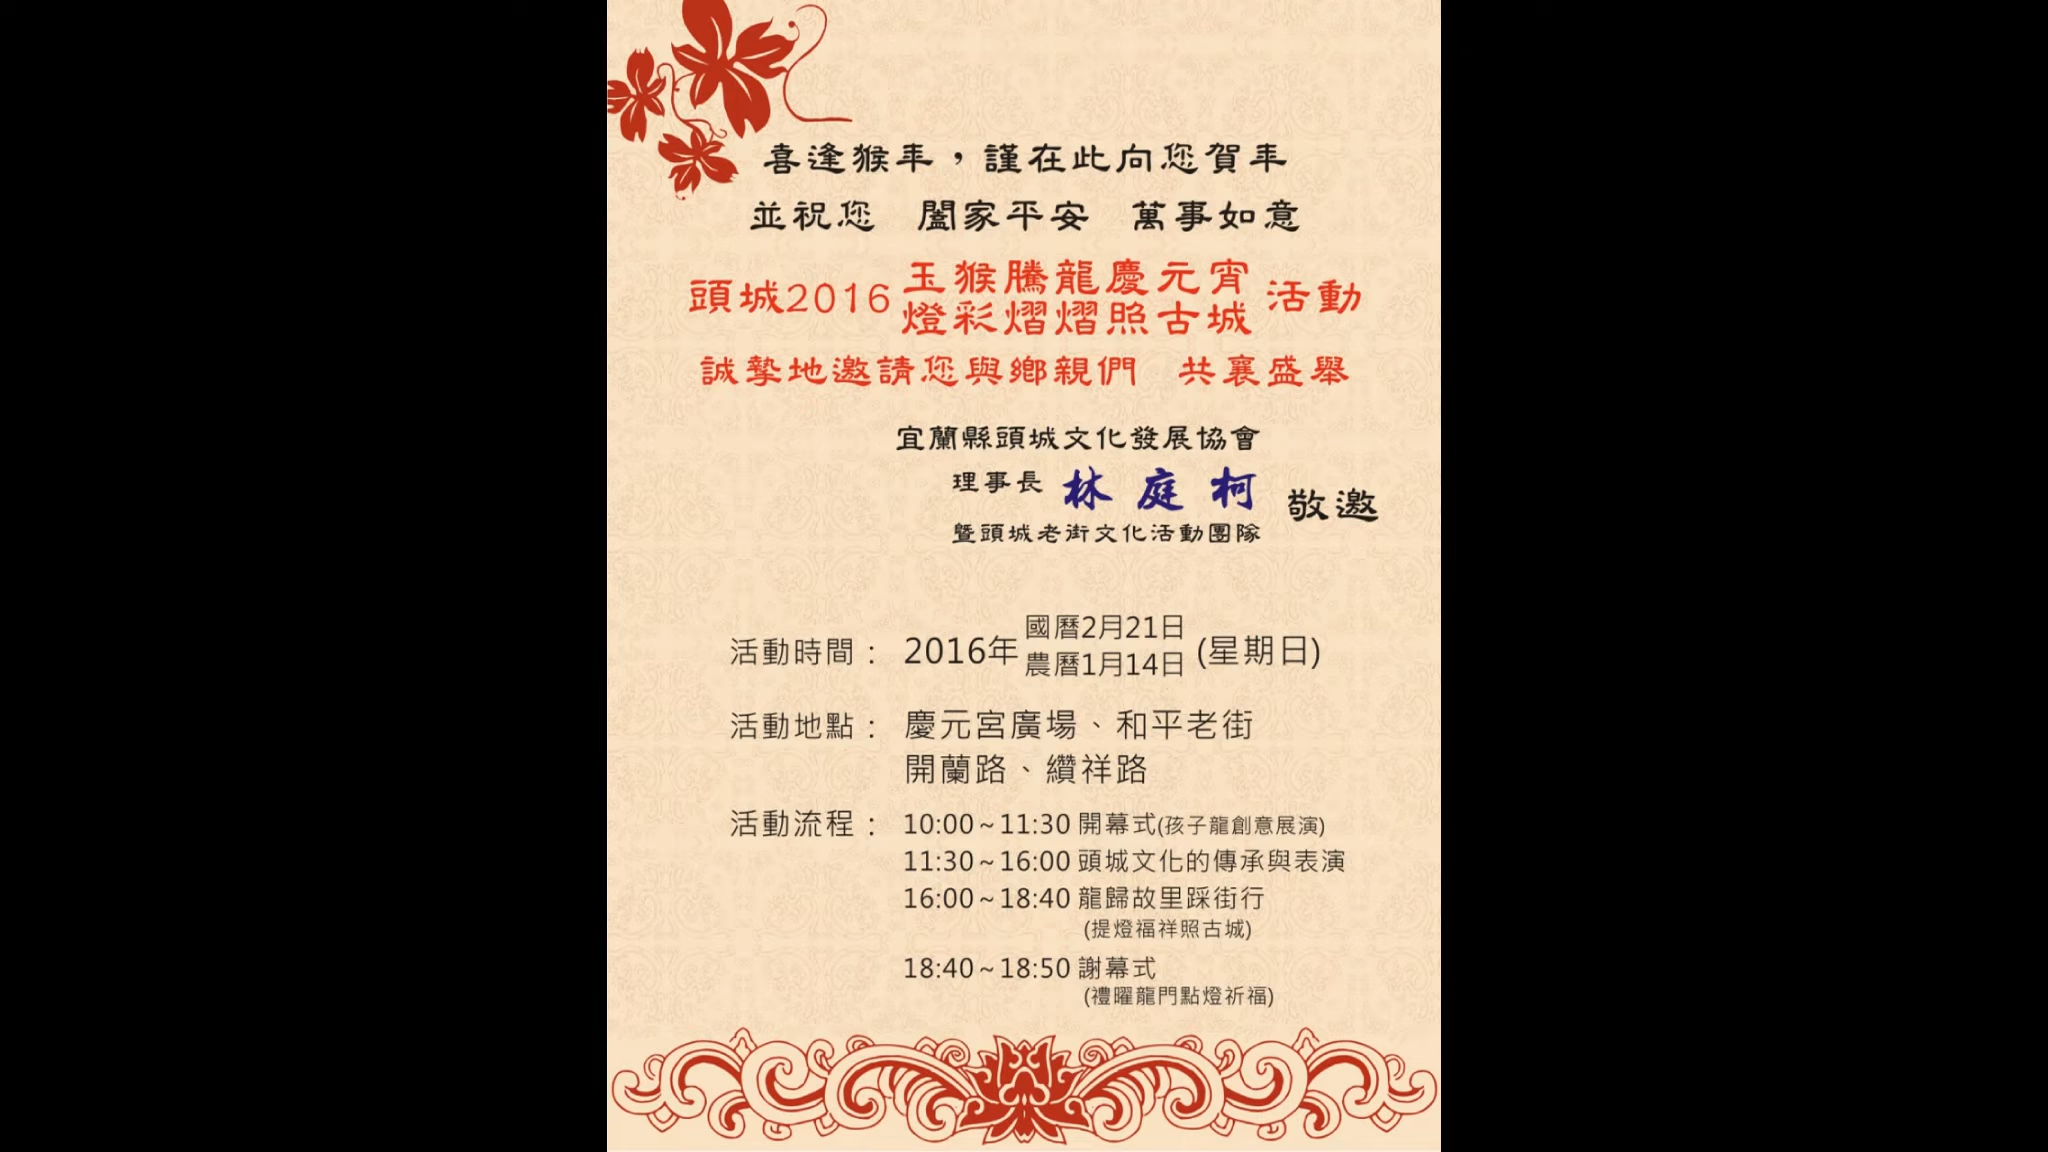 喜逢猴年，謹在此向您賀年
並祝您 闔家平安 萬事如意
頭城2016 玉猴騰龍慶元宵 活動
燈彩熠熠照古城
誠摯地邀請您與鄉親們 共襄盛舉
宜蘭縣頭城文化發展協會
理事長 林庭柯 敬邀
暨頭城老街文化活動團隊
活動時間： 2016年 國曆2月21日 (星期日)
農曆1月14日
活動地點： 慶元宮廣場、和平老街
開蘭路、纘祥路
活動流程： 10:00~11:30 開幕式(孩子龍創意展演)
11:30~16:00 頭城文化的傳承與表演
16:00~18:40 龍歸故里踩街行
(提燈福祥照古城)
18:40~18:50 謝幕式
(禮曜龍門點燈祈福)